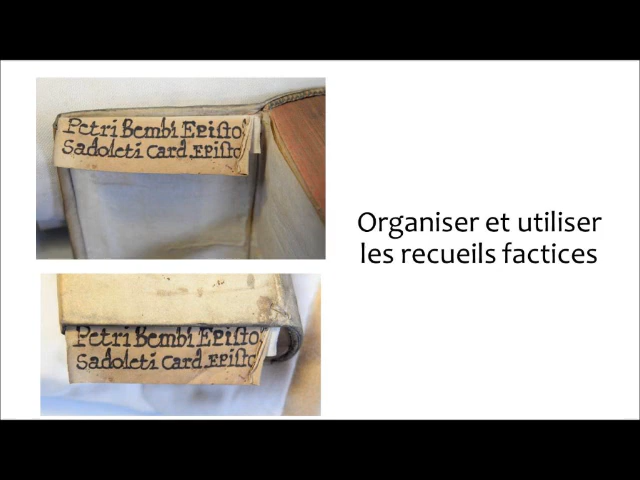 Petri Bembi Episto
Sadoleti Card. Episto
Petri Bembi Episto
Sadoleti Card. Episto
Organiser et utiliser
les recueils factices